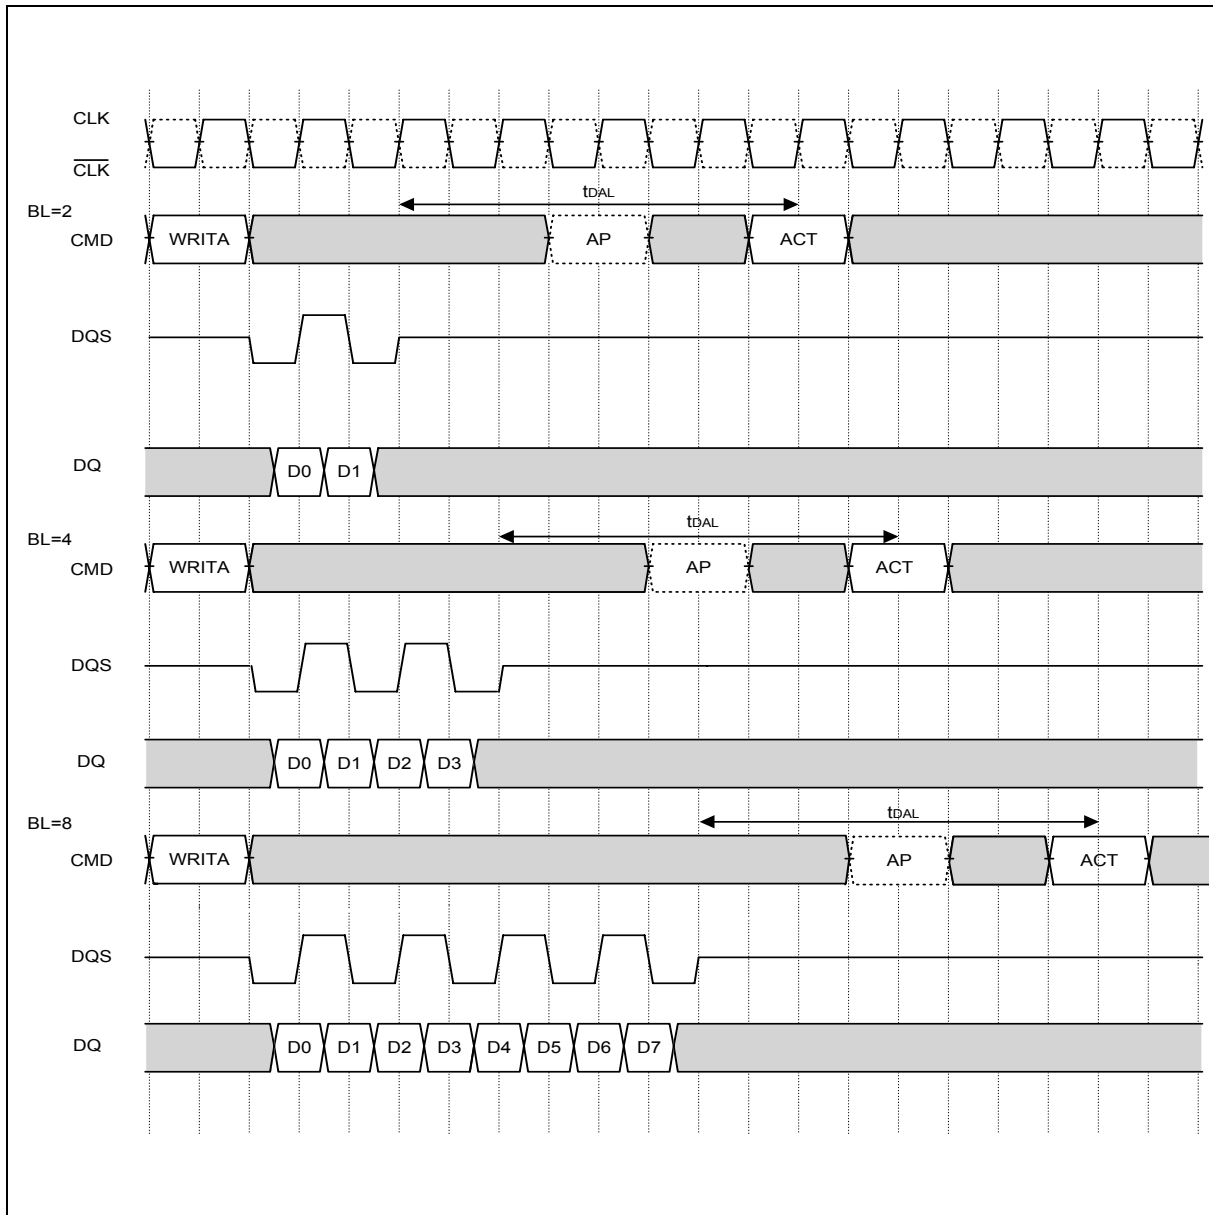 CLK
CLK
tDAL
BL=2
CMD WRITA AP ACT
DQS
DQ D0 D1
tDAL
BL=4
CMD WRITA AP ACT
DQS
DQ D0 D1 D2 D3
tDAL
BL=8
CMD WRITA AP ACT
DQS
DQ D0 D1 D2 D3 D4 D5 D6 D7